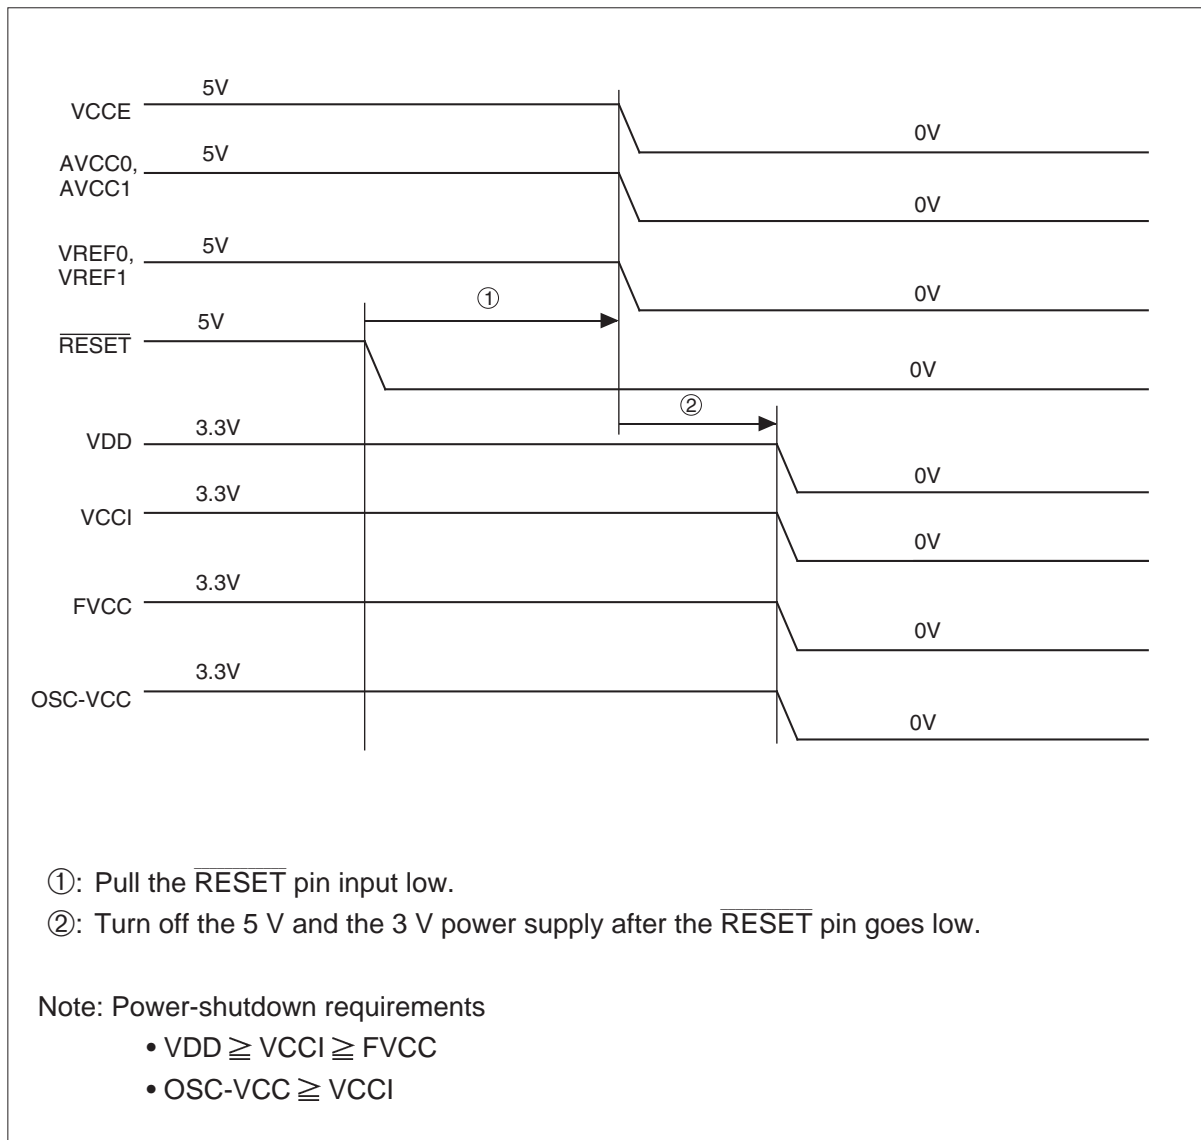 5V
VCCE
0V
5V
AVCC0,
AVCC1
0V
5V
VREF0,
VREF1
0V
①
5V
RESET
0V
②
3.3V
VDD
0V
3.3V
VCCI
0V
3.3V
FVCC
0V
3.3V
OSC-VCC
0V
①: Pull the RESET pin input low.
②: Turn off the 5 V and the 3 V power supply after the RESET pin goes low.
Note: Power-shutdown requirements
• VDD ≧ VCCI ≧ FVCC
• OSC-VCC ≧ VCCI